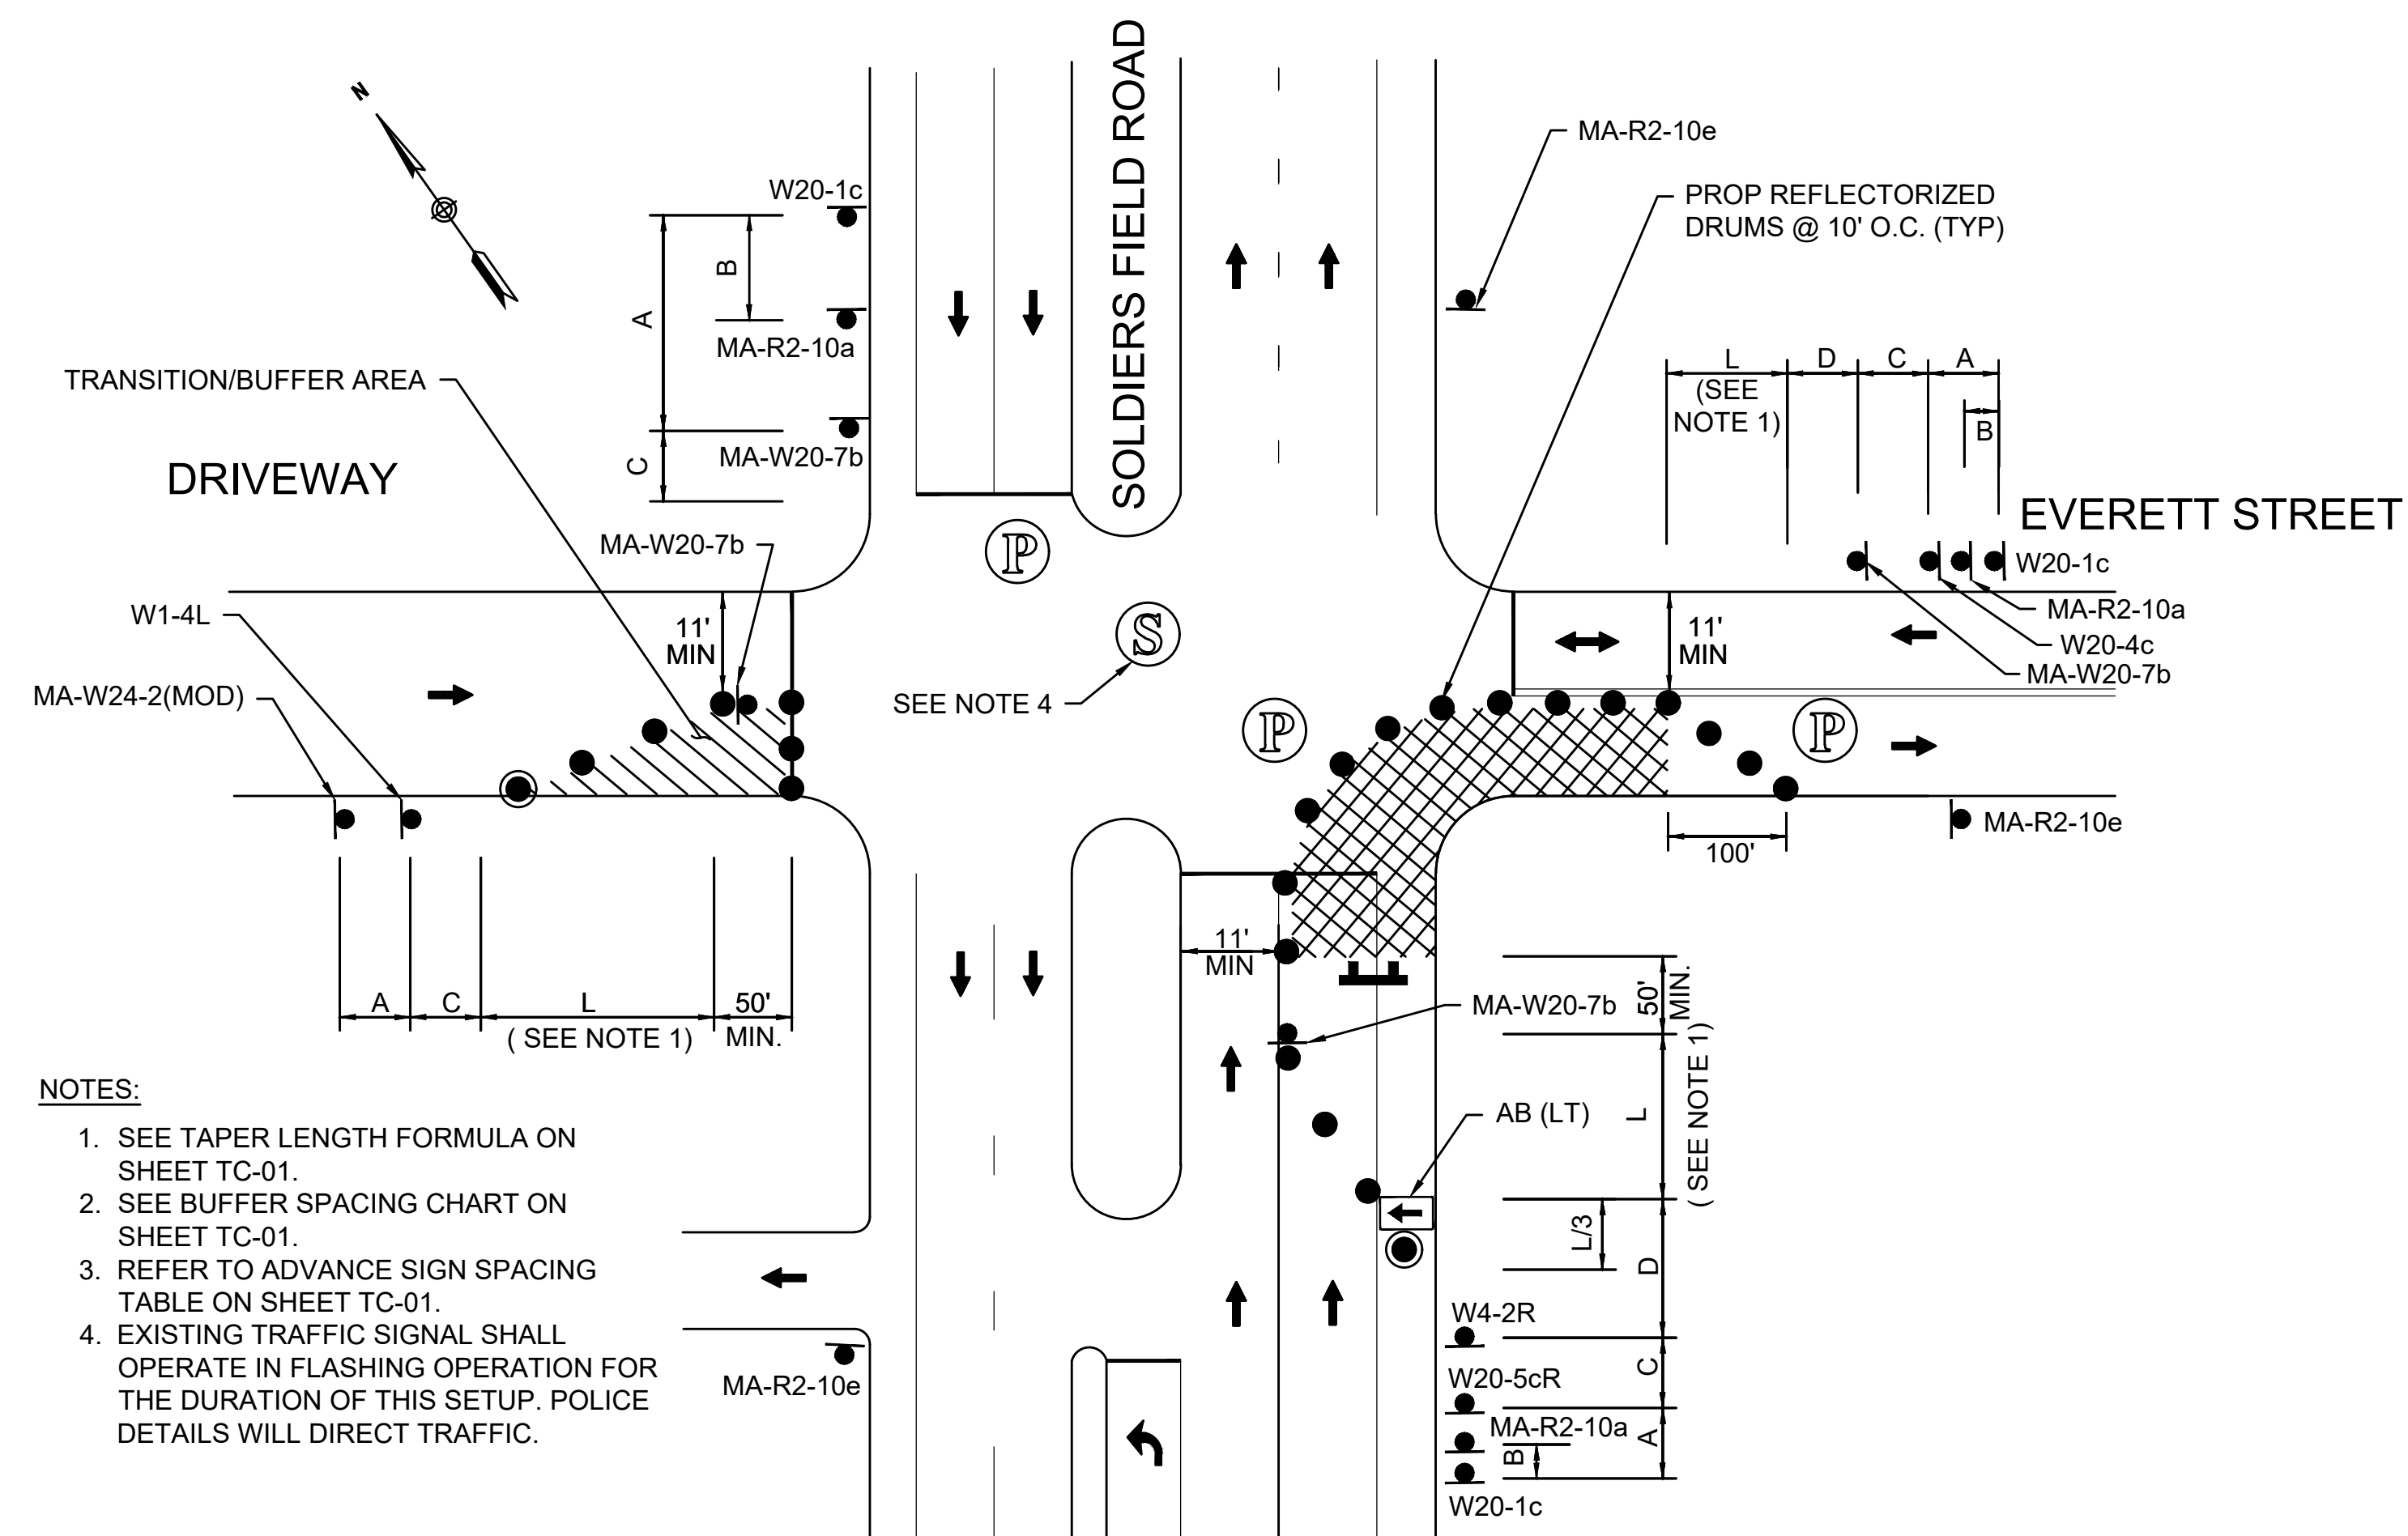 N
SOLDIERS FIELD ROAD
W20-1c
B
A
MA-R2-10a
C
MA-W20-7b
MA-R2-10e
PROP REFLECTORIZED
DRUMS @ 10' O.C. (TYP)
TRANSITION/BUFFER AREA
DRIVEWAY
L
(SEE
NOTE 1)
D
C
A
B
EVERETT STREET
W20-1c
MA-R2-10a
W20-4c
MA-W20-7b
MA-W20-7b
W1-4L
MA-W24-2(MOD)
11'
MIN
P
S
SEE NOTE 4
P
11'
MIN
P
MA-R2-10e
100'
11'
MIN
A
C
L
( SEE NOTE 1)
50'
MIN.
MA-W20-7b
50'
MIN.
L
( SEE NOTE 1)
AB (LT)
L/3
D
W4-2R
C
W20-5cR
MA-R2-10a
A
B
W20-1c
MA-R2-10e
NOTES:
1. SEE TAPER LENGTH FORMULA ON
SHEET TC-01.
2. SEE BUFFER SPACING CHART ON
SHEET TC-01.
3. REFER TO ADVANCE SIGN SPACING
TABLE ON SHEET TC-01.
4. EXISTING TRAFFIC SIGNAL SHALL
OPERATE IN FLASHING OPERATION FOR
THE DURATION OF THIS SETUP. POLICE
DETAILS WILL DIRECT TRAFFIC.